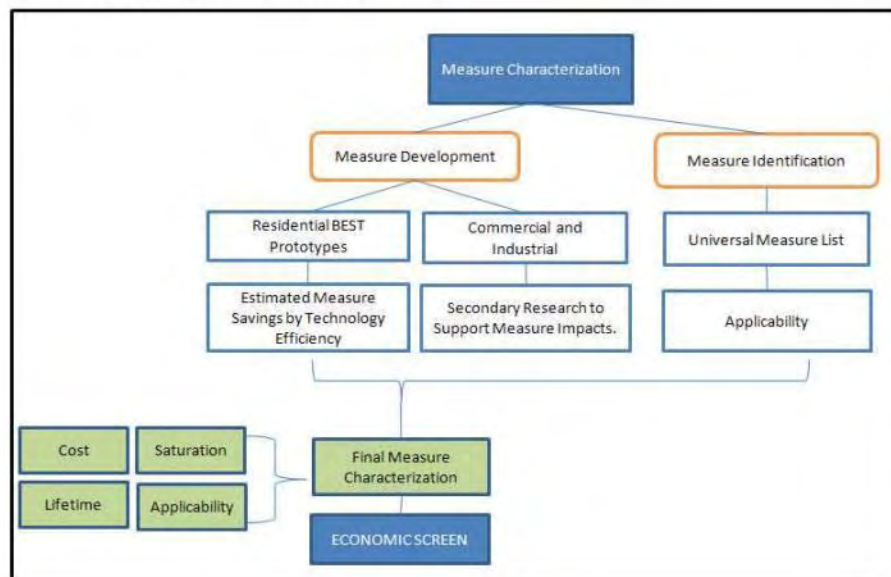 Measure Characterization
Measure Development
Measure Identification
Residential BEST
Prototypes
Commercial and
Industrial
Universal Measure List
Estimated Measure
Savings by Technology
Efficiency
Secondary Research to
Support Measure Impacts.
Applicability
Cost
Saturation
Final Measure
Characterization
Lifetime
Applicability
ECONOMIC SCREEN